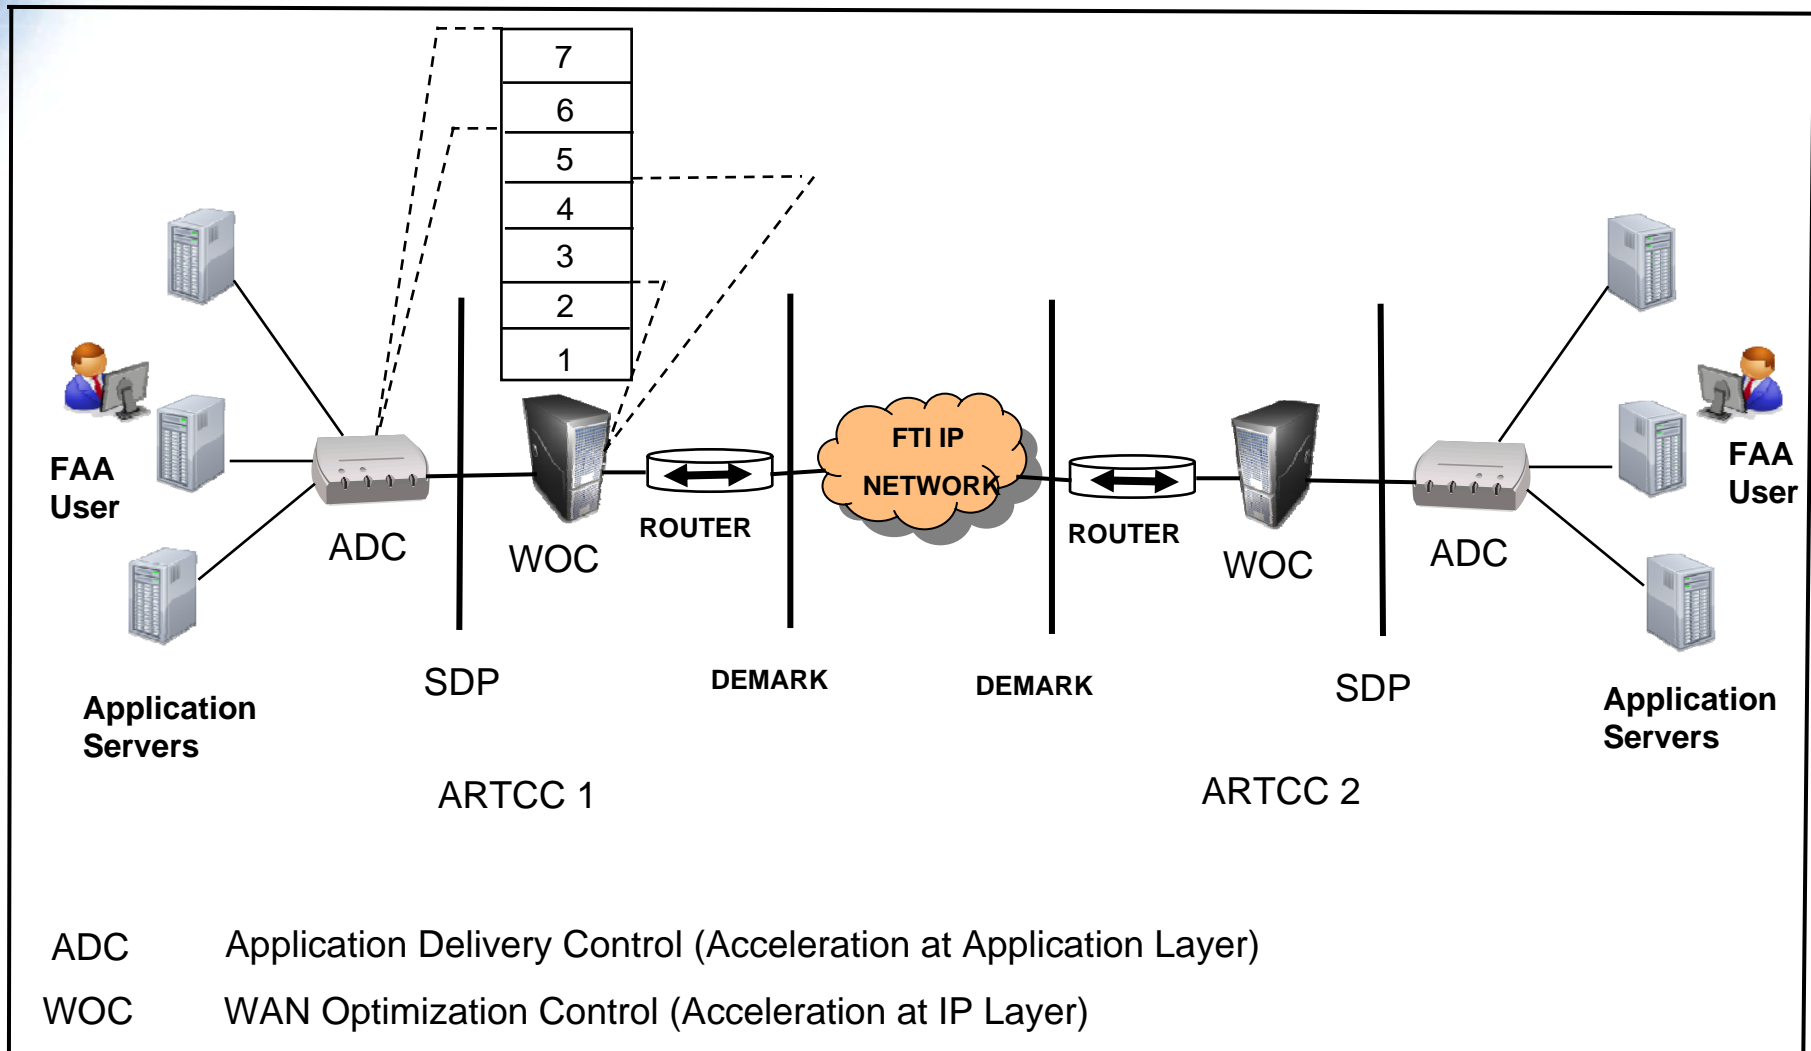 7
6
5
4
3
2
1
FAA
User
ADC
WOC
ROUTER
FTI IP
NETWORK
ROUTER
WOC
ADC
FAA
User
SDP
DEMARK
DEMARK
SDP
Application
Servers
Application
Servers
ARTCC 1
ARTCC 2
ADC Application Delivery Control (Acceleration at Application Layer)
WOC WAN Optimization Control (Acceleration at IP Layer)